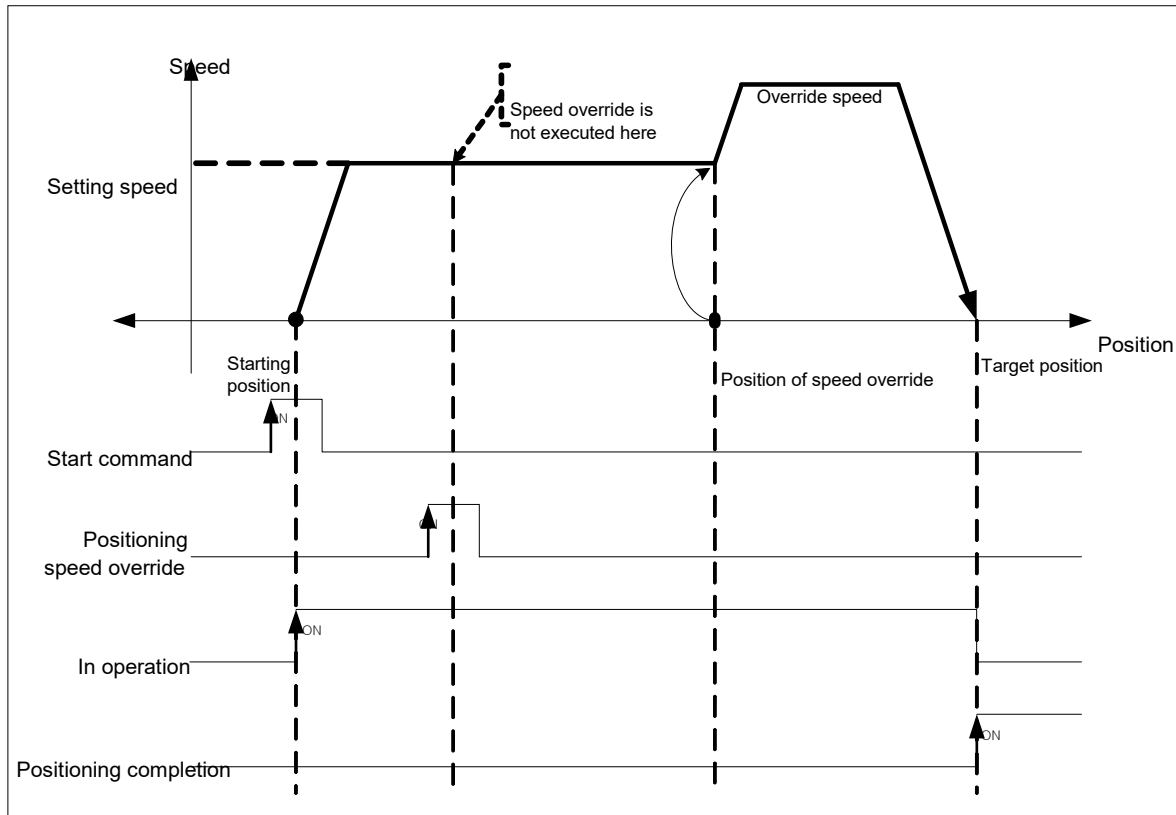 Speed
Override speed
Speed override is
not executed here
Setting speed
Position
Starting
position
Position of speed override
Target position
ON
Start command
ON
Positioning
speed override
ON
In operation
ON
Positioning completion